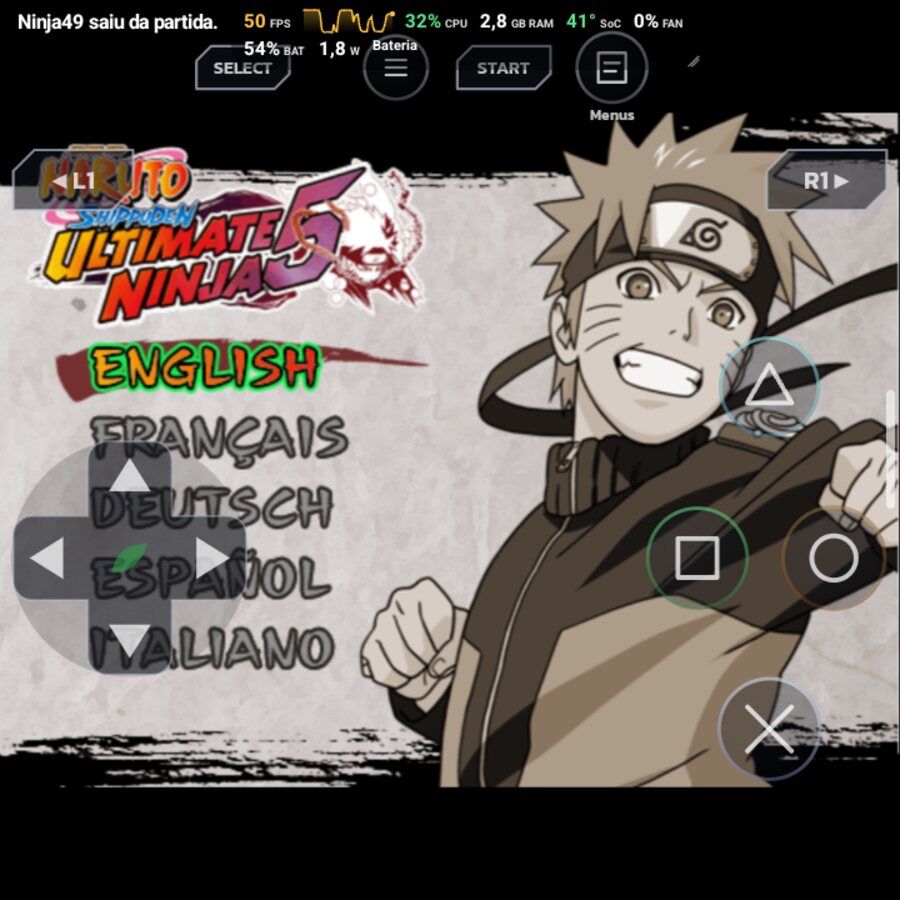 Ninja49 saiu da partida. 50 FPS 32% CPU 2,8 GB RAM 41° SoC 0% FAN
54% BAT 1,8 W Bateria
SELECT START
Menus
L1 R1
NARUTO
SHIPPUDEN
ULTIMATE
NINJA 5
ENGLISH
FRANÇAIS
DEUTSCH
ESPAÑOL
ITALIANO